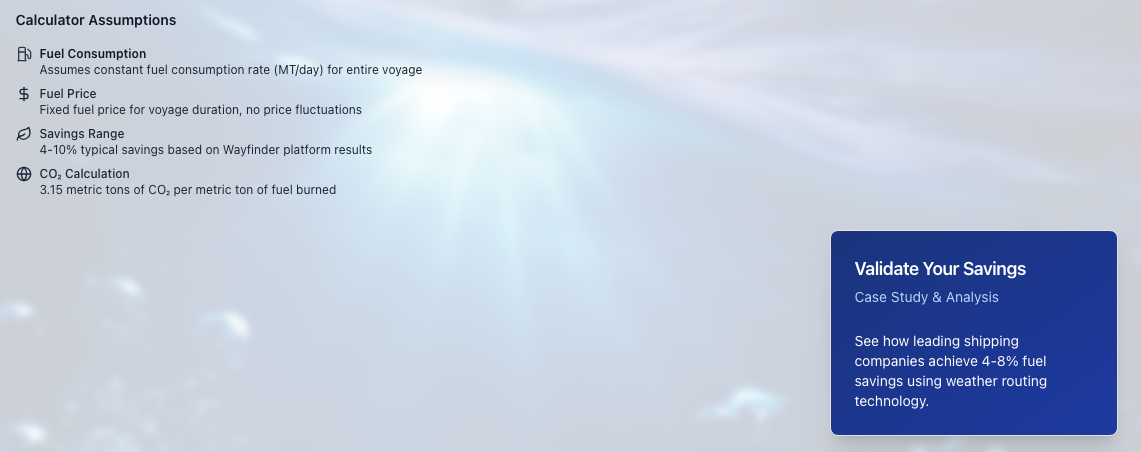 Calculator Assumptions
Fuel Consumption
Assumes constant fuel consumption rate (MT/day) for entire voyage
Fuel Price
Fixed fuel price for voyage duration, no price fluctuations
Savings Range
4-10% typical savings based on Wayfinder platform results
CO₂ Calculation
3.15 metric tons of CO₂ per metric ton of fuel burned
Validate Your Savings
Case Study & Analysis
See how leading shipping
companies achieve 4-8% fuel
savings using weather routing
technology.